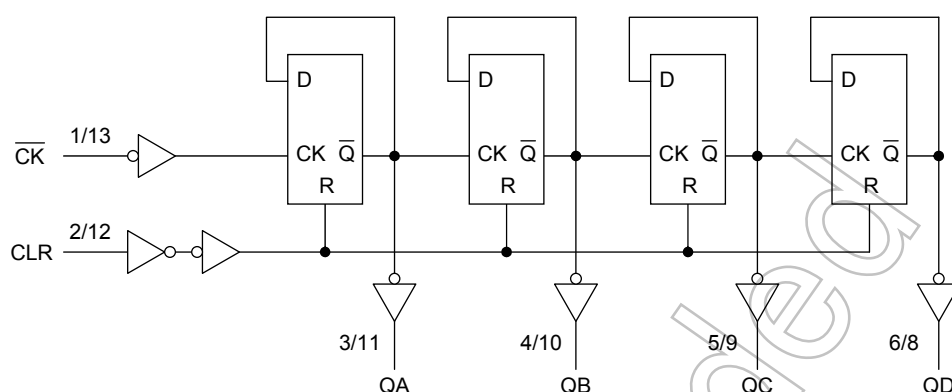 D D D D
1/13
C̅K̅ CK Q̅ CK Q̅ CK Q̅ CK Q̅
R R R R
2/12
CLR
3/11 4/10 5/9 6/8
QA QB QC QD
ded